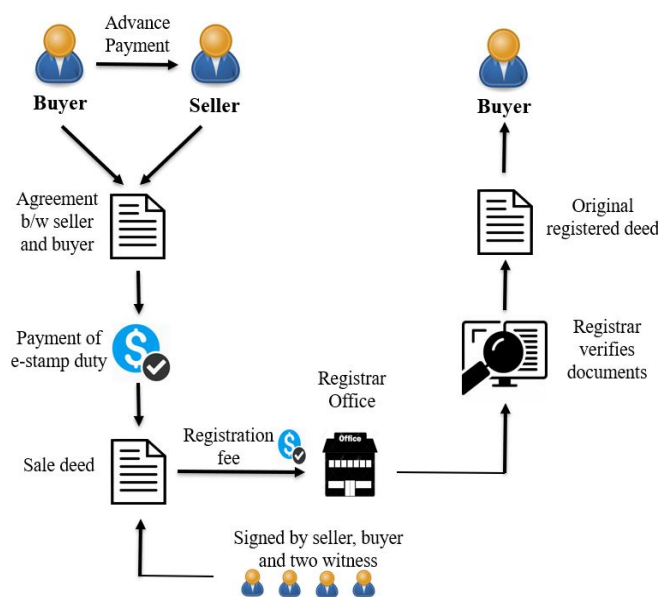 Advance
Payment
Buyer
Seller
Agreement
b/w seller
and buyer
Payment of
e-stamp duty
Sale deed
Registration
fee
Registrar
Office
Office
Signed by seller, buyer
and two witness
Registrar
verifies
documents
Original
registered deed
Buyer